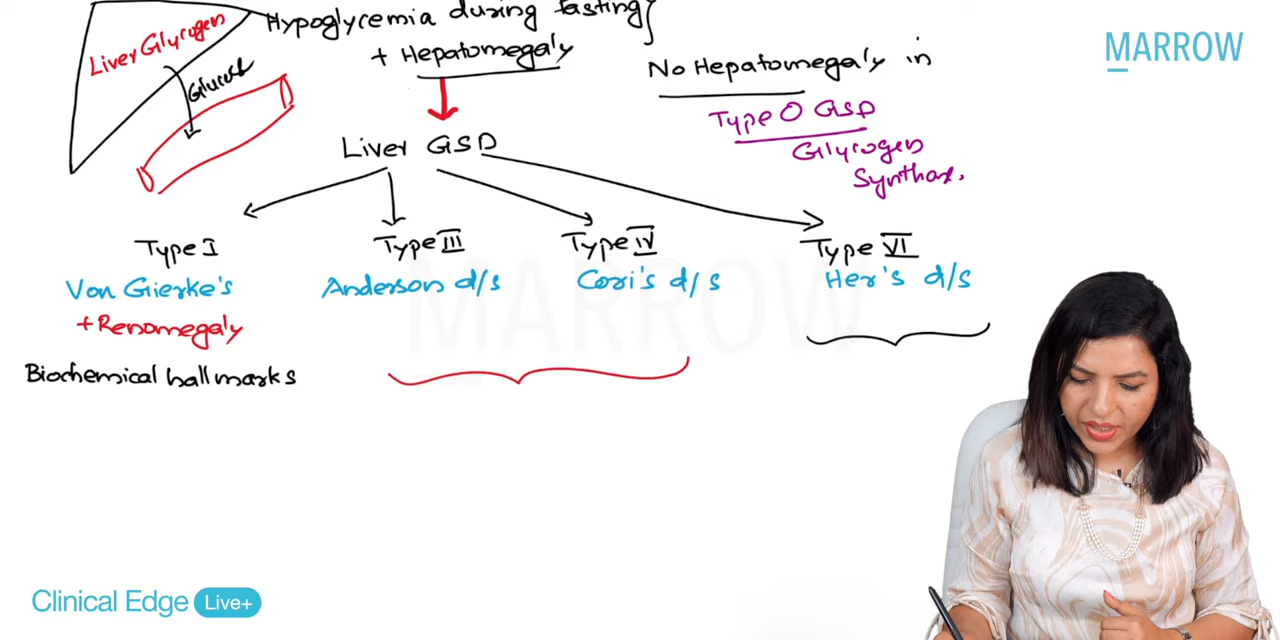 Hypoglycemia during fasting
+ Hepatomegaly
Liver Glycogen
Glucose
MARROW
No Hepatomegaly in
Type O GSD
Glycogen
Synthase.
Liver GSD
Type I
Type III
Type IV
Type VI
Von Gierke's
Anderson d/s
Cori's d/s
Her's d/s
+ Renomegaly
MARROW
Biochemical hallmarks
Clinical Edge Live+